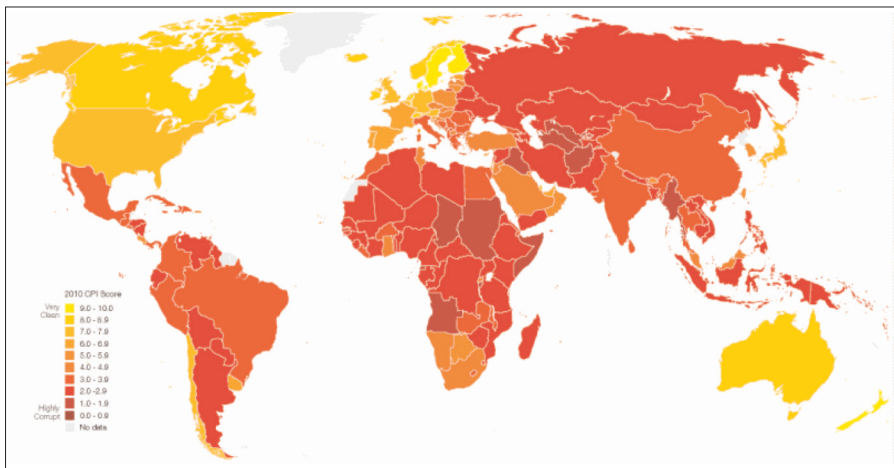 2010 CPI Score
Very
Clean
9.0 - 10.0
8.0 - 8.9
7.0 - 7.9
6.0 - 6.9
5.0 - 5.9
4.0 - 4.9
3.0 - 3.9
2.0 -2.9
1.0 - 1.9
0.0 - 0.9
Highly
Corrupt
No data